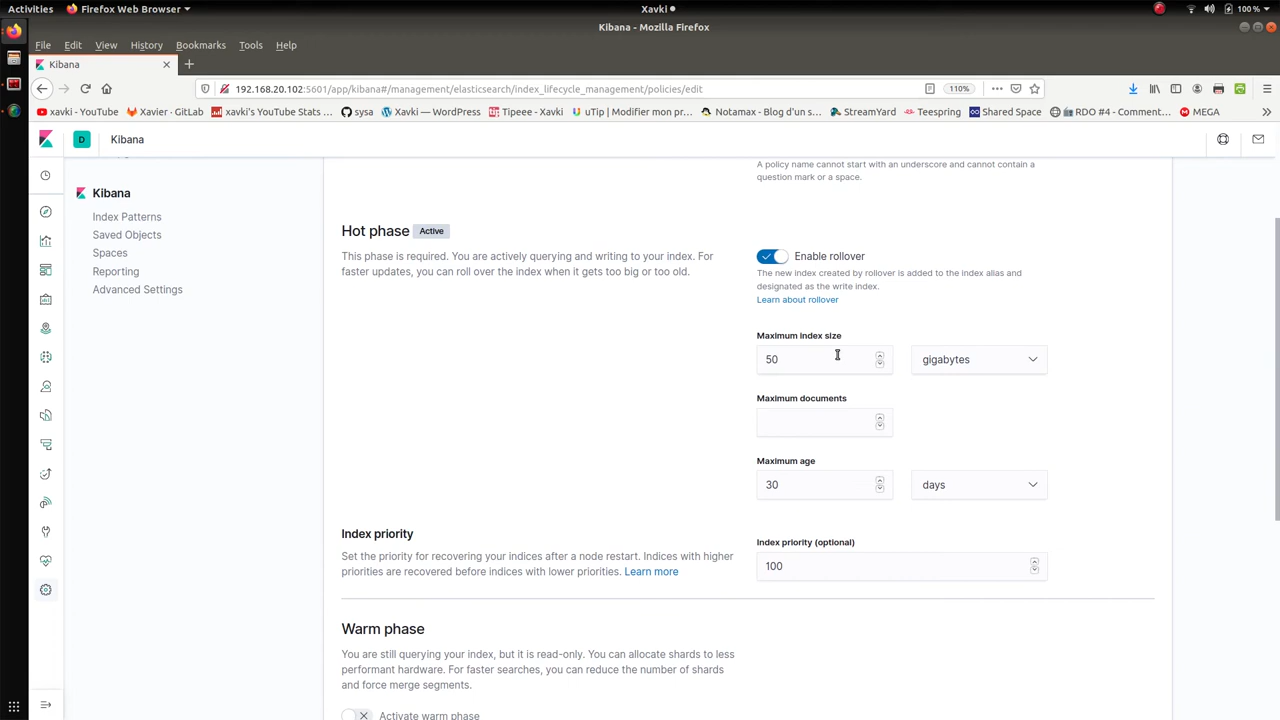 Activities
Firefox Web Browser
Xavki
100 %
Kibana - Mozilla Firefox
File Edit View History Bookmarks Tools Help
Kibana
192.168.20.102:5601/app/kibana#/management/elasticsearch/index_lifecycle_management/policies/edit
110%
xavki - YouTube
Xavier · GitLab
xavki's YouTube Stats ...
sysa
Xavki — WordPress
Tipeee - Xavki
uTip | Modifier mon pr...
Notamax - Blog d'un s...
StreamYard
Teespring
Shared Space
RDO #4 - Comment...
MEGA
D
Kibana
A policy name cannot start with an underscore and cannot contain a
question mark or a space.
Kibana
Index Patterns
Saved Objects
Spaces
Reporting
Advanced Settings
Hot phase Active
This phase is required. You are actively querying and writing to your index. For
faster updates, you can roll over the index when it gets too big or too old.
Enable rollover
The new index created by rollover is added to the index alias and
designated as the write index.
Learn about rollover
Maximum index size
50
gigabytes
Maximum documents
Maximum age
30
days
Index priority
Set the priority for recovering your indices after a node restart. Indices with higher
priorities are recovered before indices with lower priorities. Learn more
Index priority (optional)
100
Warm phase
You are still querying your index, but it is read-only. You can allocate shards to less
performant hardware. For faster searches, you can reduce the number of shards
and force merge segments.
Activate warm phase